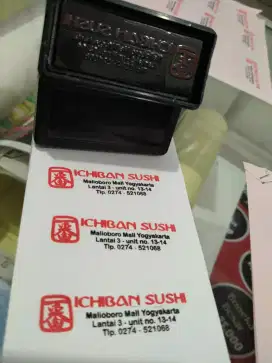 ICHIBAN SUSHI
Malioboro Mall Yogyakarta
Lantai 3 - unit no. 13-14
Tlp. 0274 - 521068
ICHIBAN SUSHI
Malioboro Mall Yogyakarta
Lantai 3 - unit no. 13-14
Tlp. 0274 - 521068
ICHIBAN SUSHI
Malioboro Mall Yogyakarta
Lantai 3 - unit no. 13-14
Tlp. 0274 - 521068